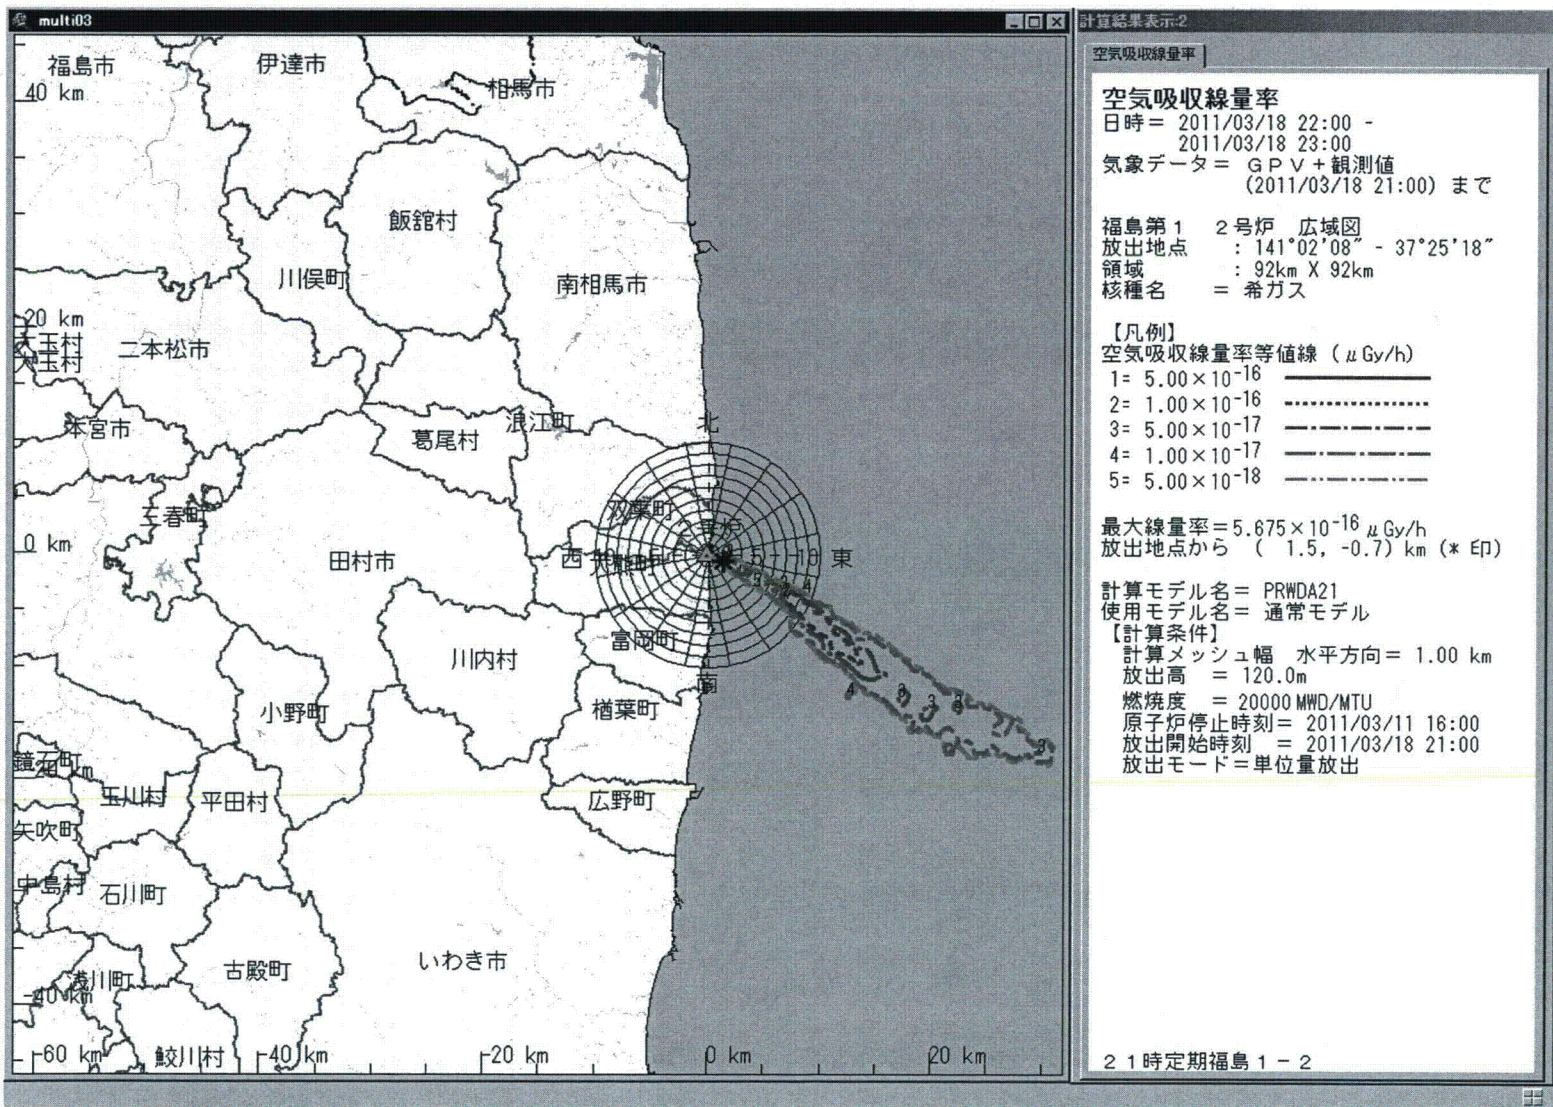 multi03
福島市
伊達市
相馬市
40 km
飯舘村
川俣町
南相馬市
20 km
大玉村
大玉村
二本松市
本宮市
葛尾村
浪江町
北
三春町
双葉町
0 km
田村市
西
東
富岡町
川内村
南
小野町
楢葉町
鏡石町
-20 km
玉川村
平田村
広野町
矢吹町
中島村
石川町
いわき市
浅川町
古殿町
-40 km
鮫川村
-60 km
-40 km
-20 km
0 km
20 km
計算結果表示:2
空気吸収線量率
空気吸収線量率
日時= 2011/03/18 22:00 -
2011/03/18 23:00
気象データ= GPV+観測値
(2011/03/18 21:00) まで
福島第1 2号炉 広域図
放出地点 : 141°02'08" - 37°25'18"
領域 : 92km X 92km
核種名 = 希ガス
【凡例】
空気吸収線量率等値線 (μGy/h)
1= 5.00×10⁻¹⁶
2= 1.00×10⁻¹⁶
3= 5.00×10⁻¹⁷
4= 1.00×10⁻¹⁷
5= 5.00×10⁻¹⁸
最大線量率=5.675×10⁻¹⁶ μGy/h
放出地点から ( 1.5, -0.7) km (* 印)
計算モデル名= PRWDA21
使用モデル名= 通常モデル
【計算条件】
計算メッシュ幅 水平方向= 1.00 km
放出高 = 120.0m
燃焼度 = 20000 MWD/MTU
原子炉停止時刻= 2011/03/11 16:00
放出開始時刻 = 2011/03/18 21:00
放出モード=単位量放出
21時定期福島1-2